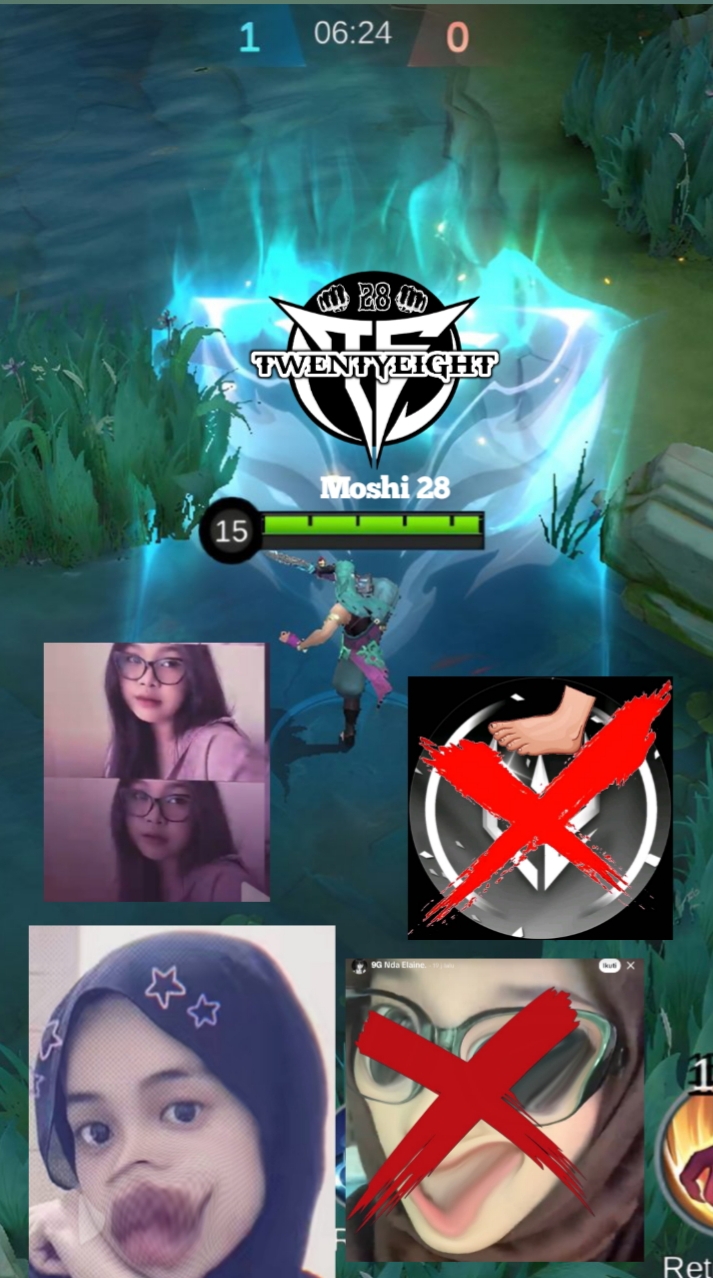 1 06:24 0
28
TWENTYEIGHT
Moshi 28
15
9G Nda Elaine.
Ikuti
Ret